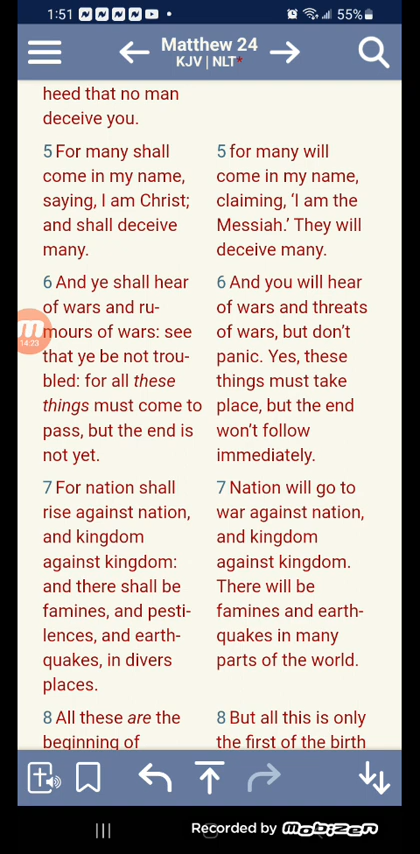 1:51
55%
Matthew 24
KJV | NLT*
heed that no man
deceive you.
5 For many shall
come in my name,
saying, I am Christ;
and shall deceive
many.
6 And ye shall hear
of wars and ru-
mours of wars: see
that ye be not trou-
bled: for all these
things must come to
pass, but the end is
not yet.
7 For nation shall
rise against nation,
and kingdom
against kingdom:
and there shall be
famines, and pesti-
lences, and earth-
quakes, in divers
places.
8 All these are the
beginning of
5 for many will
come in my name,
claiming, ‘I am the
Messiah.’ They will
deceive many.
6 And you will hear
of wars and threats
of wars, but don’t
panic. Yes, these
things must take
place, but the end
won’t follow
immediately.
7 Nation will go to
war against nation,
and kingdom
against kingdom.
There will be
famines and earth-
quakes in many
parts of the world.
8 But all this is only
the first of the birth
m
14:23
Recorded by mobizen